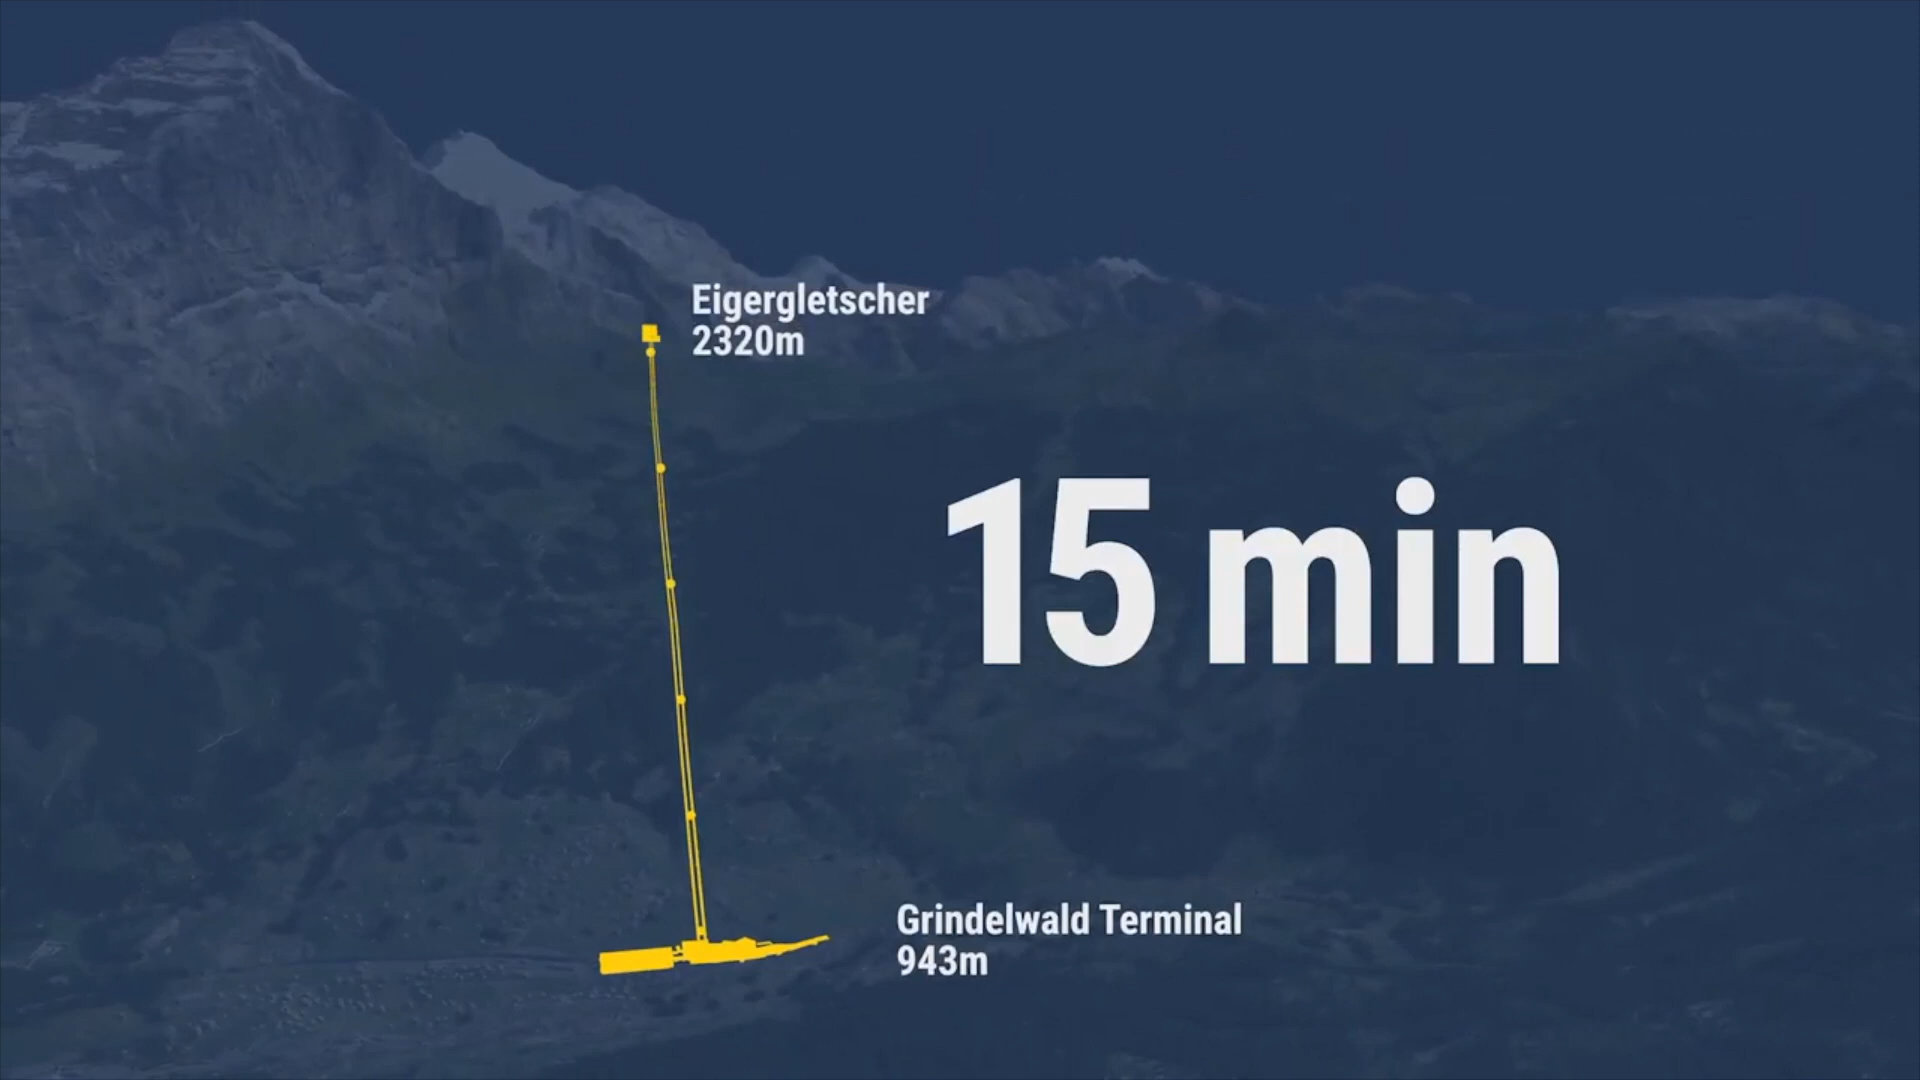 Eigergletscher
2320m
15 min
Grindelwald Terminal
943m